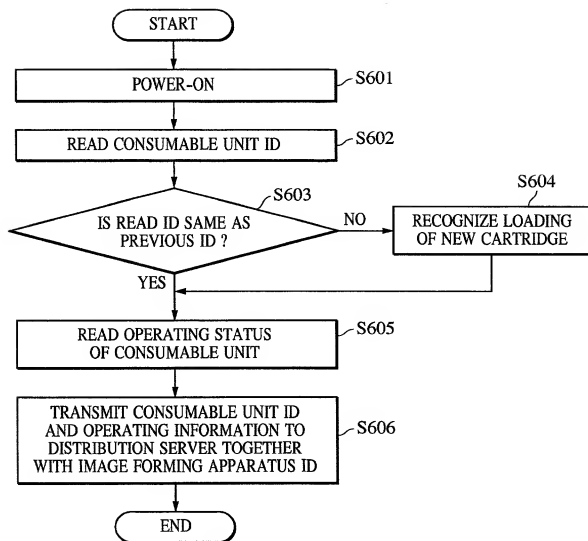 START
POWER-ON
S601
READ CONSUMABLE UNIT ID
S602
IS READ ID SAME AS
PREVIOUS ID ?
S603
NO
S604
RECOGNIZE LOADING
OF NEW CARTRIDGE
YES
READ OPERATING STATUS
OF CONSUMABLE UNIT
S605
TRANSMIT CONSUMABLE UNIT ID
AND OPERATING INFORMATION TO
DISTRIBUTION SERVER TOGETHER
WITH IMAGE FORMING APPARATUS ID
S606
END